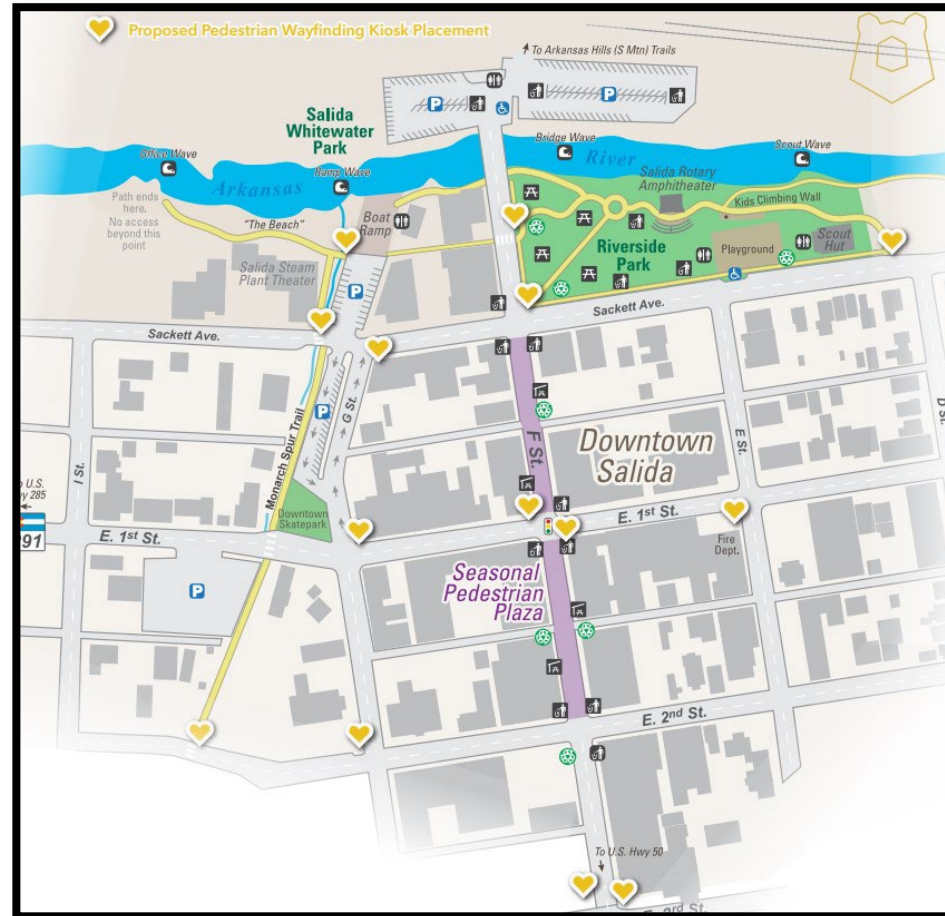 Proposed Pedestrian Wayfinding Kiosk Placement
To Arkansas Hills (S Mtn) Trails
P
P
Salida
Whitewater
Park
Office Wave
Ramp Wave
Bridge Wave
Scout Wave
Arkansas
River
Salida Rotary
Amphitheater
Kids Climbing Wall
Path ends
here.
No access
beyond this
point
"The Beach"
Boat
Ramp
Riverside
Park
Playground
Scout
Hut
Salida Steam
Plant Theater
P
Sackett Ave.
Sackett Ave.
P
G St.
Monarch Spur Trail
F St.
E St.
D St.
I St.
Downtown
Salida
U.S.
285
291
E. 1st St.
Downtown
Skatepark
E. 1st St.
Fire
Dept.
P
Seasonal
Pedestrian
Plaza
E. 2nd St.
To U.S. Hwy 50
E. 3rd St.